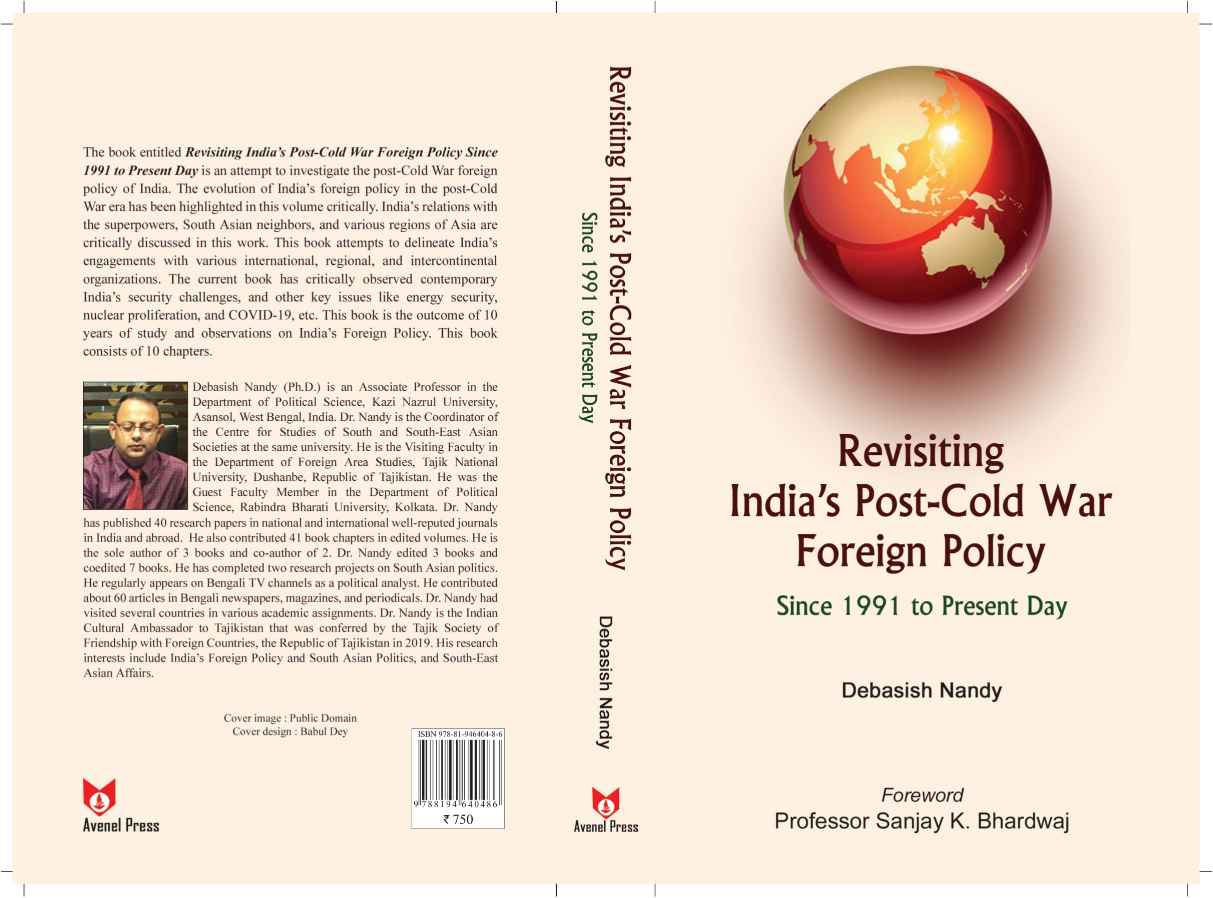 The book entitled Revisiting India's Post-Cold War Foreign Policy Since
1991 to Present Day is an attempt to investigate the post-Cold War foreign
policy of India. The evolution of India's foreign policy in the post-Cold
War era has been highlighted in this volume critically. India's relations with
the superpowers, South Asian neighbors, and various regions of Asia are
critically discussed in this work. This book attempts to delineate India's
engagements with various international, regional, and intercontinental
organizations. The current book has critically observed contemporary
India's security challenges, and other key issues like energy security,
nuclear proliferation, and COVID-19, etc. This book is the outcome of 10
years of study and observations on India's Foreign Policy. This book
consists of 10 chapters.
Debasish Nandy (Ph.D.) is an Associate Professor in the
Department of Political Science, Kazi Nazrul University,
Asansol, West Bengal, India. Dr. Nandy is the Coordinator of
the Centre for Studies of South and South-East Asian
Societies at the same university. He is the Visiting Faculty in
the Department of Foreign Area Studies, Tajik National
University, Dushanbe, Republic of Tajikistan. He was the
Guest Faculty Member in the Department of Political
Science, Rabindra Bharati University, Kolkata. Dr. Nandy
has published 40 research papers in national and international well-reputed journals
in India and abroad. He also contributed 41 book chapters in edited volumes. He is
the sole author of 3 books and co-author of 2. Dr. Nandy edited 3 books and
coedited 7 books. He has completed two research projects on South Asian politics.
He regularly appears on Bengali TV channels as a political analyst. He contributed
about 60 articles in Bengali newspapers, magazines, and periodicals. Dr. Nandy had
visited several countries in various academic assignments. Dr. Nandy is the Indian
Cultural Ambassador to Tajikistan that was conferred by the Tajik Society of
Friendship with Foreign Countries, the Republic of Tajikistan in 2019. His research
interests include India's Foreign Policy and South Asian Politics, and South-East
Asian Affairs.
Cover image : Public Domain
Cover design : Babul Dey
ISBN 978-81-946404-8-6
9 788194 640486
₹ 750
Avenel Press
Revisiting India's Post-Cold War Foreign Policy
Since 1991 to Present Day
Debasish Nandy
Avenel Press
Revisiting
India's Post-Cold War
Foreign Policy
Since 1991 to Present Day
Debasish Nandy
Foreword
Professor Sanjay K. Bhardwaj